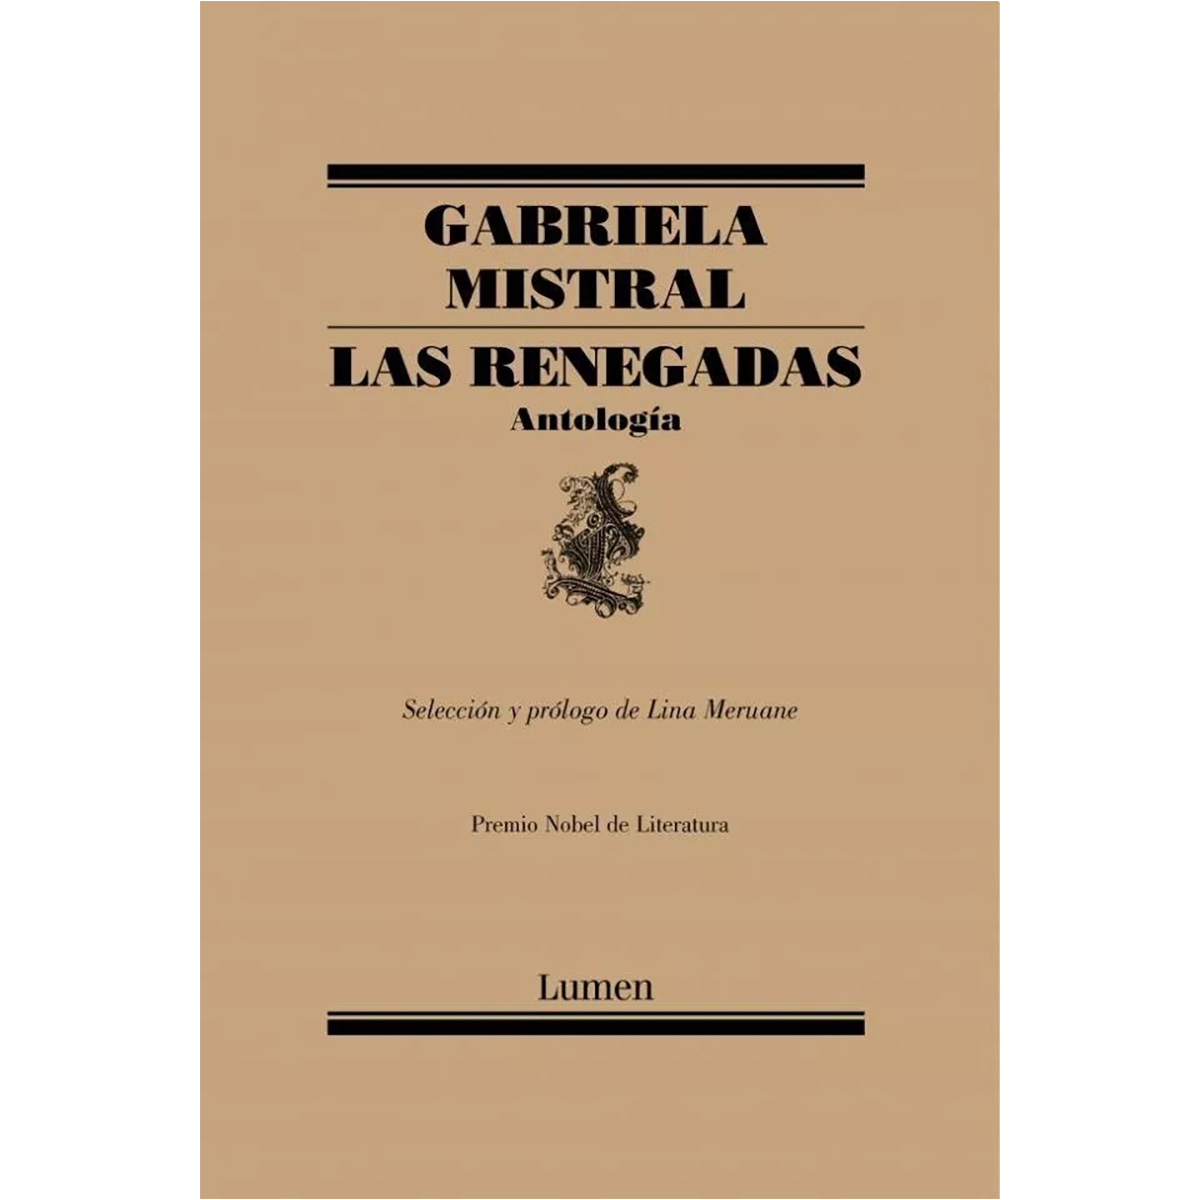 GABRIELA
MISTRAL
LAS RENEGADAS
Antología
Selección y prólogo de Lina Meruane
Premio Nobel de Literatura
Lumen